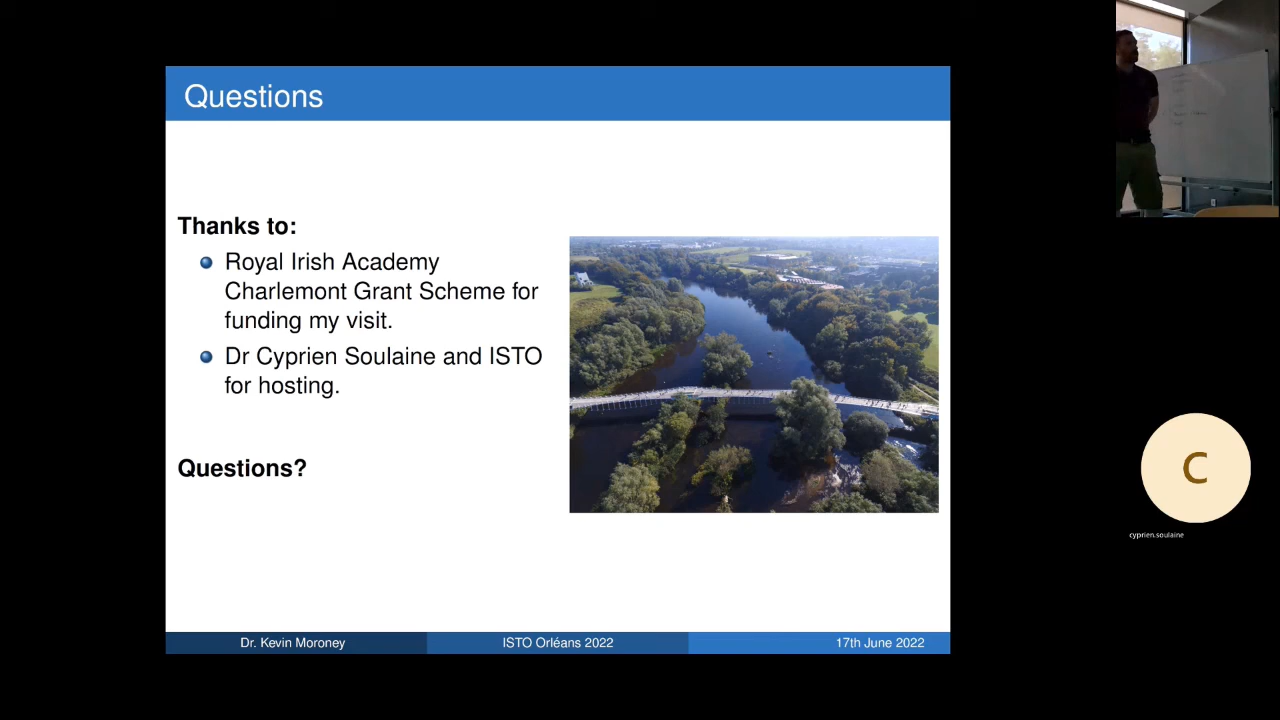 Questions
Thanks to:
Royal Irish Academy
Charlemont Grant Scheme for
funding my visit.
Dr Cyprien Soulaine and ISTO
for hosting.
Questions?
Dr. Kevin Moroney
ISTO Orléans 2022
17th June 2022
C
cyprien.soulaine